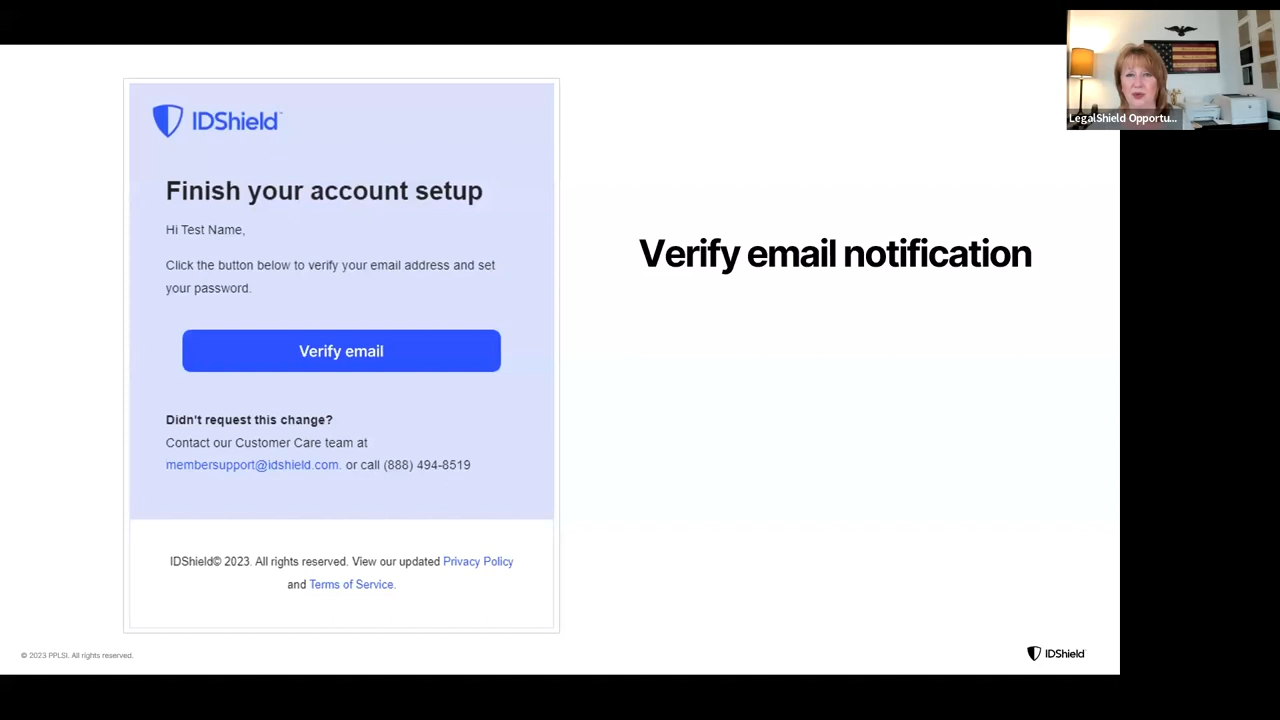 LegalShield Opportu...
IDShield
Finish your account setup
Hi Test Name,
Click the button below to verify your email address and set
your password.
Verify email
Didn't request this change?
Contact our Customer Care team at
membersupport@idshield.com. or call (888) 494-8519
IDShield© 2023. All rights reserved. View our updated Privacy Policy
and Terms of Service.
Verify email notification
© 2023 PPLSI. All rights reserved.
IDShield